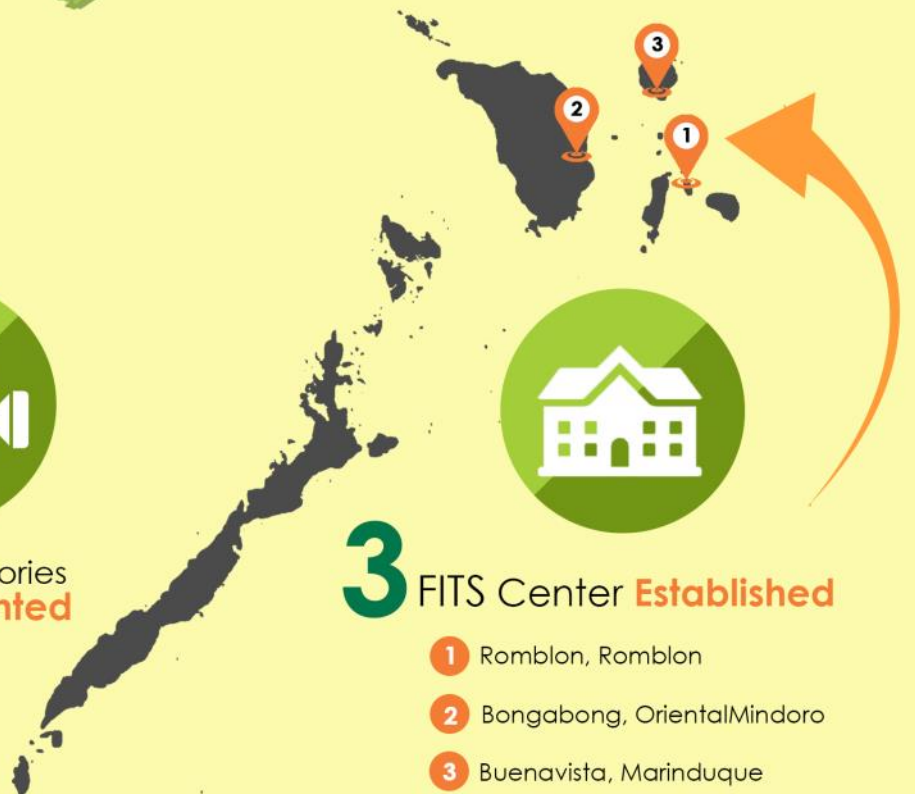 3
2
1
ories
nted
3 FITS Center Established
1 Romblon, Romblon
2 Bongabong, OrientalMindoro
3 Buenavista, Marinduque